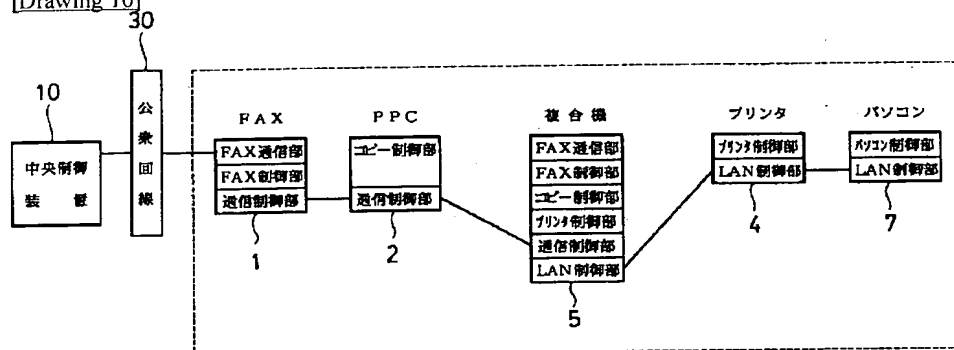 [Drawing 10]
30
10
公衆回線
中央制御
装置
FAX
FAX通信部
FAX制御部
通信制御部
1
PPC
コピー制御部
通信制御部
2
複合機
FAX通信部
FAX制御部
コピー制御部
プリンタ制御部
通信制御部
LAN制御部
5
プリンタ
プリンタ制御部
LAN制御部
4
パソコン
パソコン制御部
LAN制御部
7